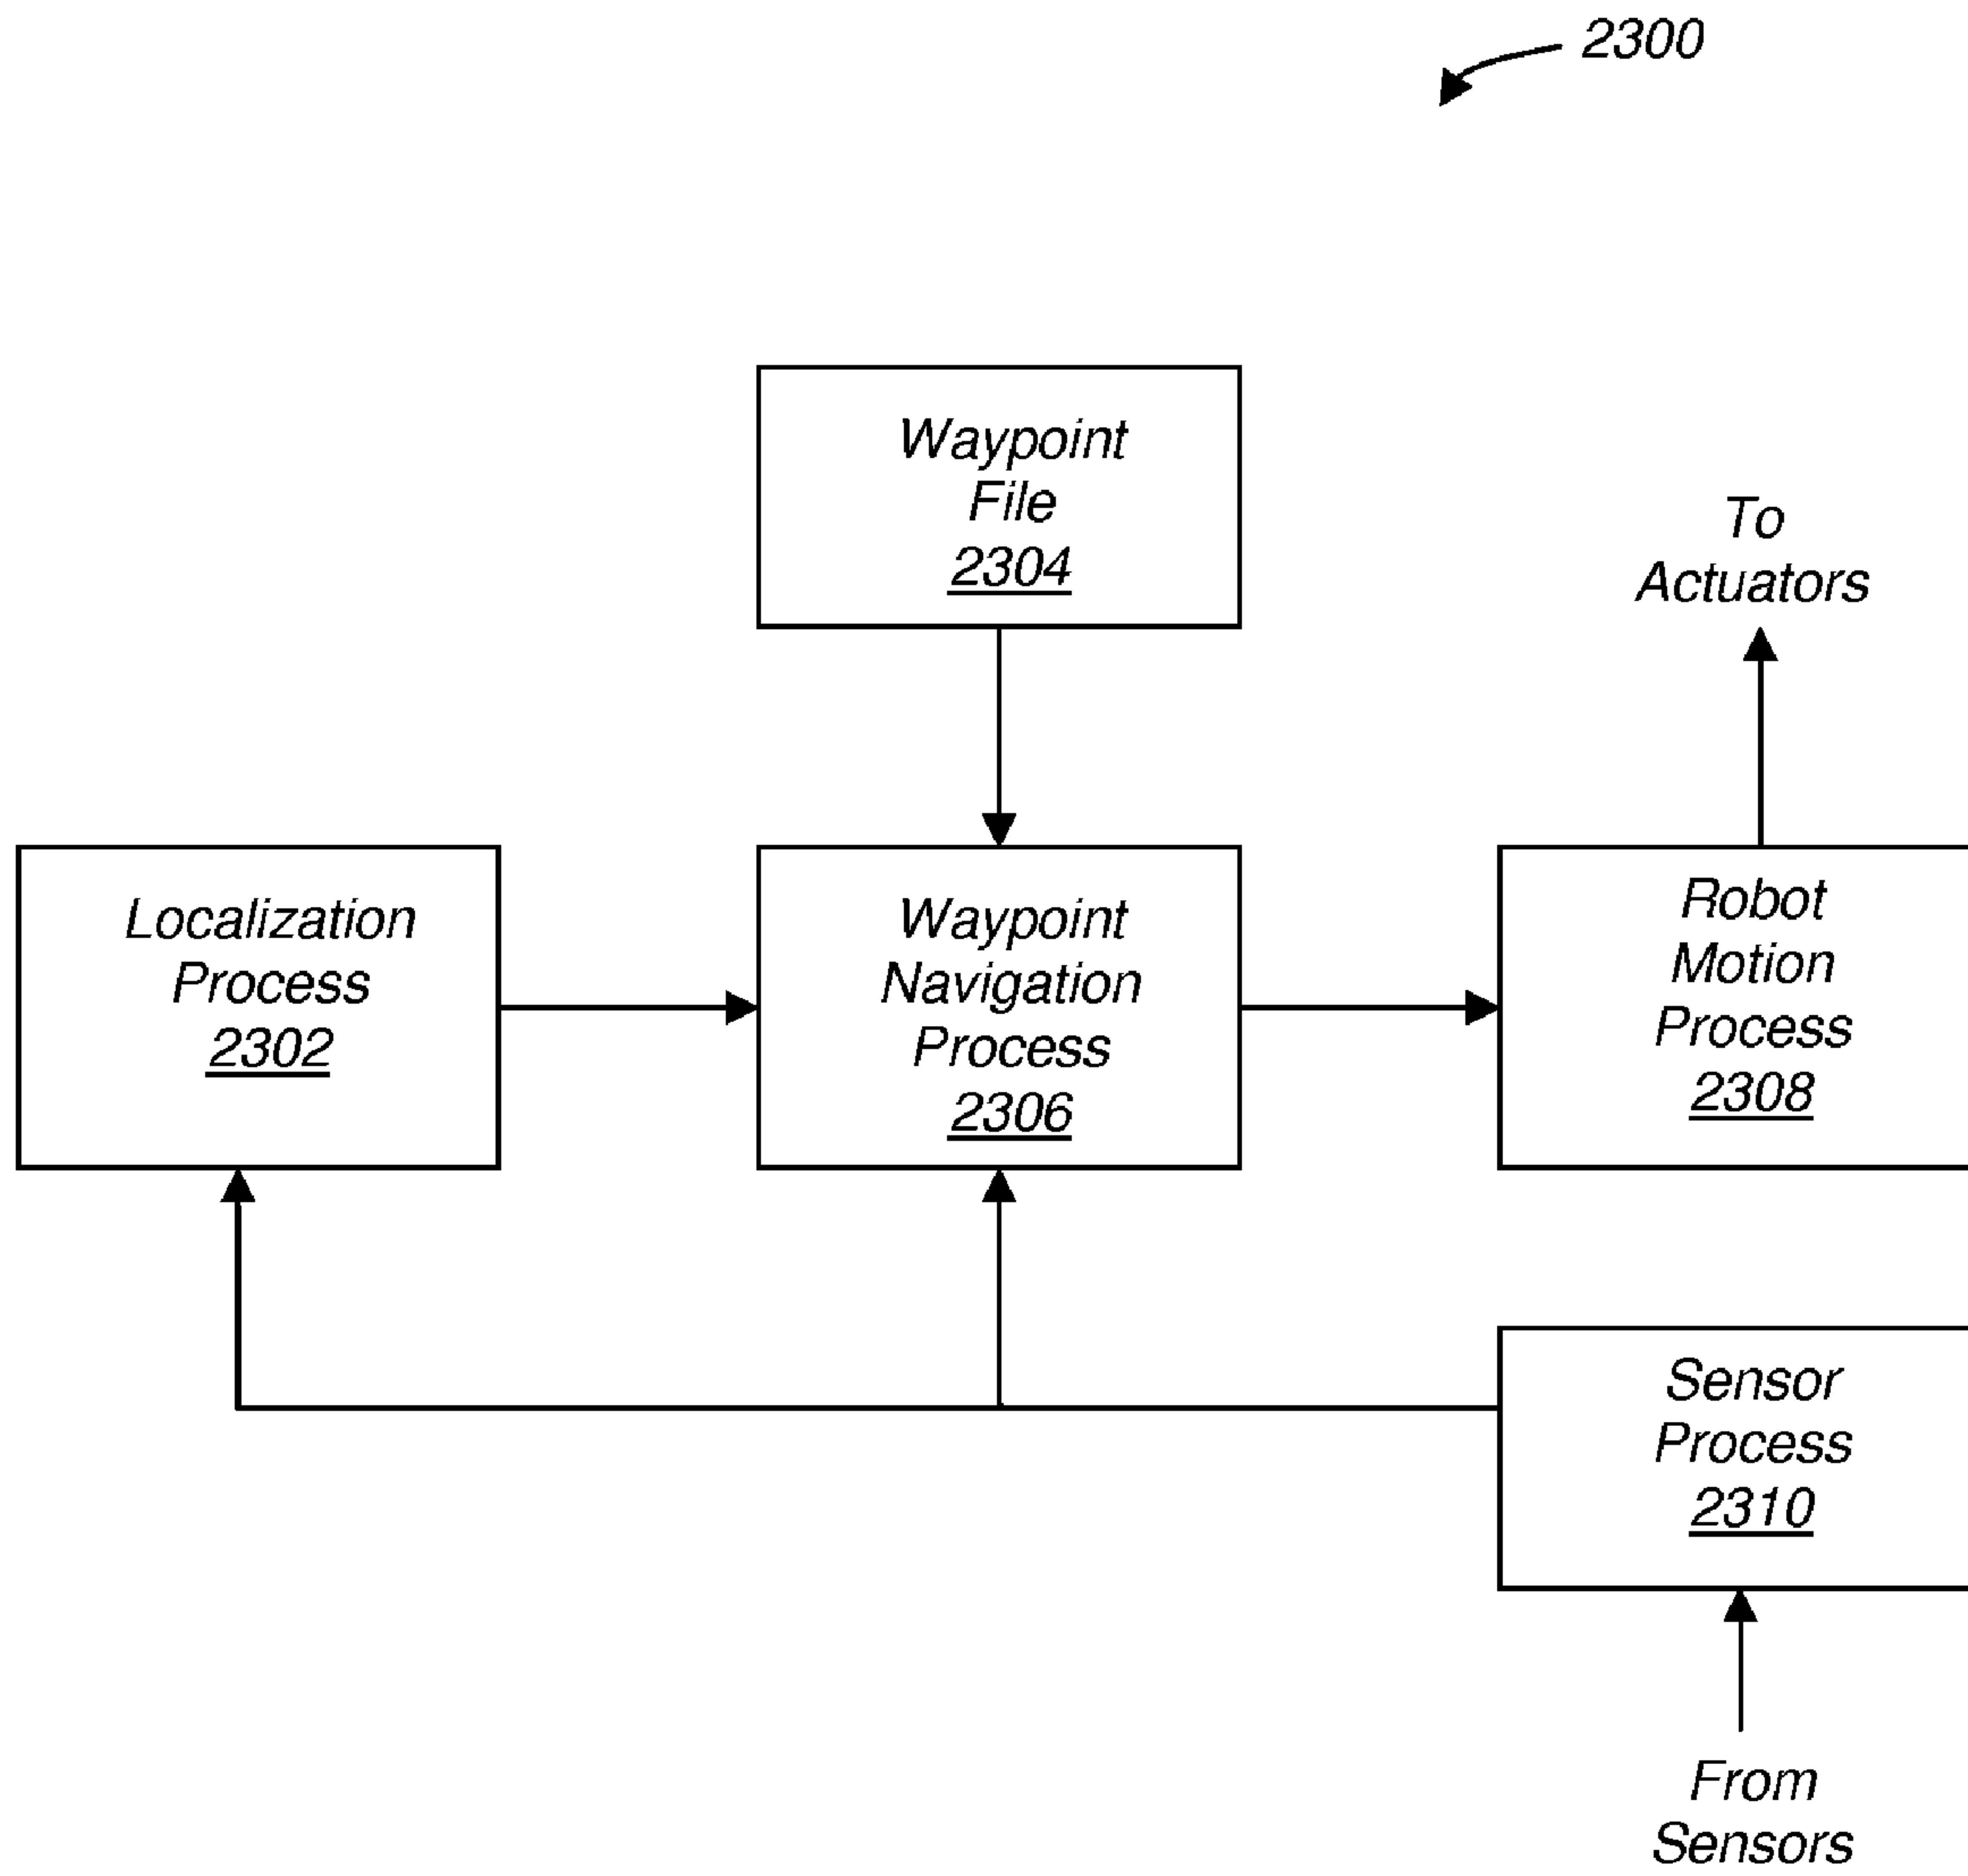 2300
Waypoint
File
2304
To
Actuators
Localization
Process
2302
Waypoint
Navigation
Process
2306
Robot
Motion
Process
2308
Sensor
Process
2310
From
Sensors